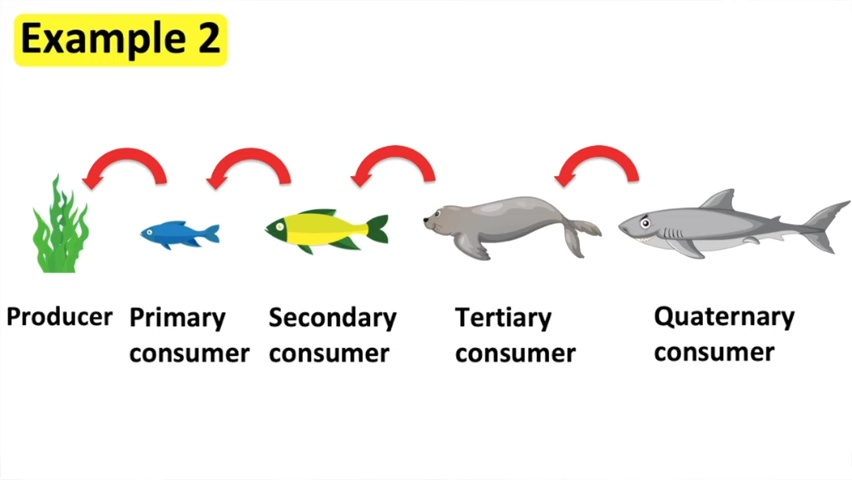 Example 2
Producer
Primary
consumer
Secondary
consumer
Tertiary
consumer
Quaternary
consumer